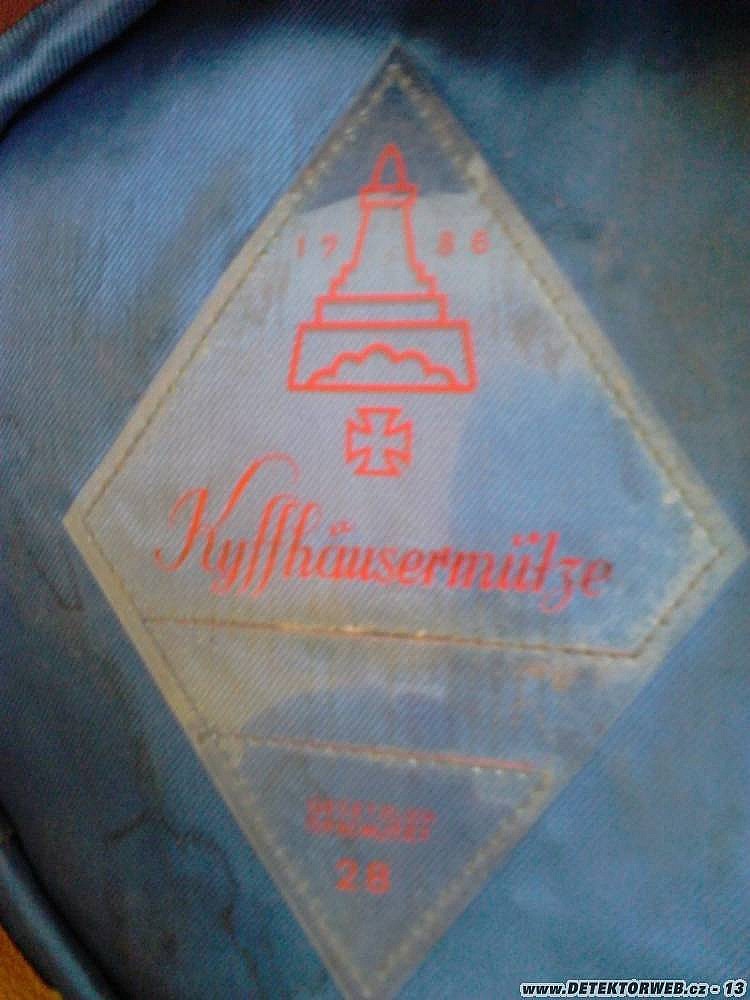 1786
Kyffhäusermütze
28
www.DETEKTORWEB.cz - 13